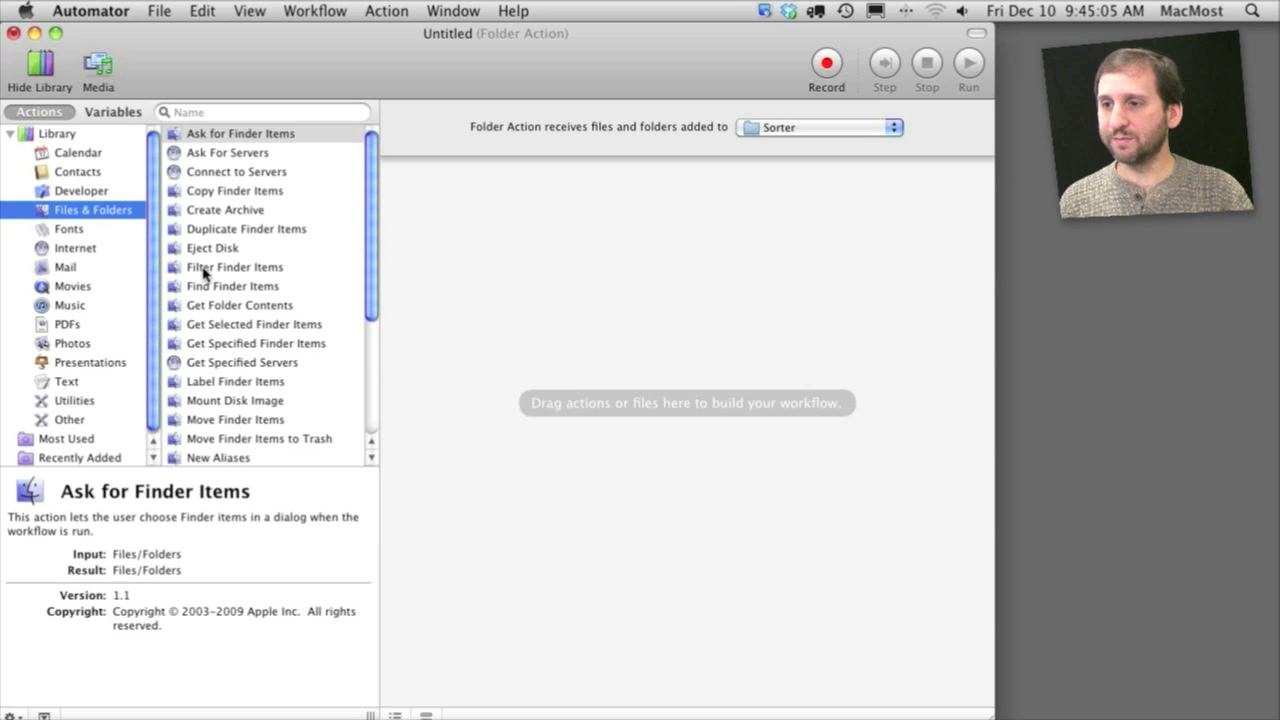 Automator File Edit View Workflow Action Window Help Fri Dec 10 9:45:05 AM MacMost
Untitled (Folder Action)
Hide Library Media Record Step Stop Run
Actions Variables Name
Folder Action receives files and folders added to Sorter
Library
Calendar
Contacts
Developer
Files & Folders
Fonts
Internet
Mail
Movies
Music
PDFs
Photos
Presentations
Text
Utilities
Other
Most Used
Recently Added
Ask for Finder Items
Ask For Servers
Connect to Servers
Copy Finder Items
Create Archive
Duplicate Finder Items
Eject Disk
Filter Finder Items
Find Finder Items
Get Folder Contents
Get Selected Finder Items
Get Specified Finder Items
Get Specified Servers
Label Finder Items
Mount Disk Image
Move Finder Items
Move Finder Items to Trash
New Aliases
Drag actions or files here to build your workflow.
Ask for Finder Items
This action lets the user choose Finder items in a dialog when the
workflow is run.
Input: Files/Folders
Result: Files/Folders
Version: 1.1
Copyright: Copyright © 2003-2009 Apple Inc. All rights
reserved.